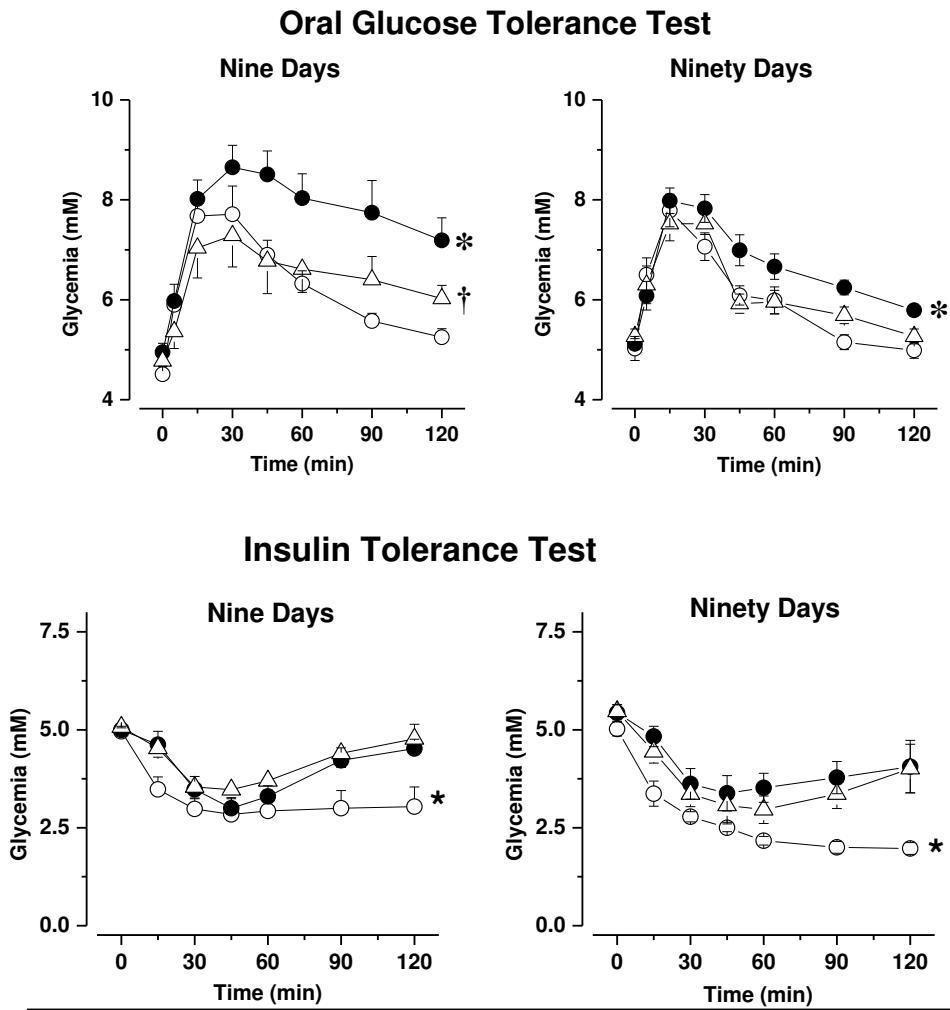 Oral Glucose Tolerance Test
Nine Days
Ninety Days
Glycemia (mM)
10
8
6
4
*
†
0 30 60 90 120
Time (min)
Glycemia (mM)
10
8
6
4
*
0 30 60 90 120
Time (min)
Insulin Tolerance Test
Nine Days
Ninety Days
Glycemia (mM)
7.5
5.0
2.5
0.0
*
0 30 60 90 120
Time (min)
Glycemia (mM)
7.5
5.0
2.5
0.0
*
0 30 60 90 120
Time (min)